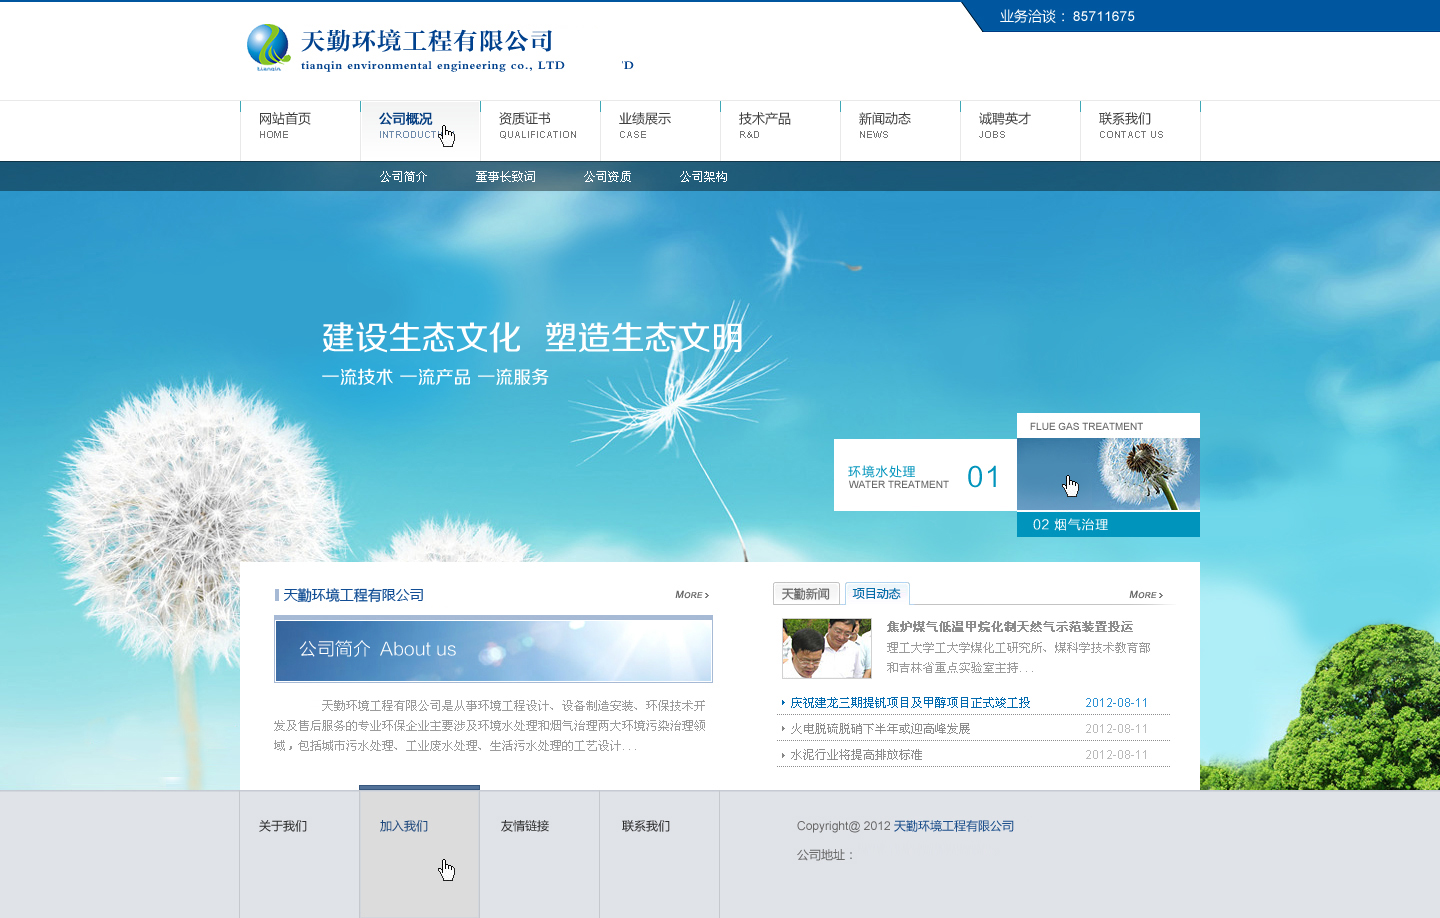 业务洽谈：85711675
天勤环境工程有限公司
tianqin environmental engineering co., LTD
'D
Tianqin
网站首页
HOME
公司概况
INTRODUCT
资质证书
QUALIFICATION
业绩展示
CASE
技术产品
R&D
新闻动态
NEWS
诚聘英才
JOBS
联系我们
CONTACT US
公司简介 董事长致词 公司资质 公司架构
建设生态文化 塑造生态文明
一流技术 一流产品 一流服务
FLUE GAS TREATMENT
环境水处理
WATER TREATMENT
01
02 烟气治理
天勤环境工程有限公司
MORE
公司简介 About us
天勤环境工程有限公司是从事环境工程设计、设备制造安装、环保技术开
发及售后服务的专业环保企业主要涉及环境水处理和烟气治理两大环境污染治理领
域，包括城市污水处理、工业废水处理、生活污水处理的工艺设计...
天勤新闻 项目动态
MORE
焦炉煤气低温甲烷化制天然气示范装置投运
理工大学工大学煤化工研究所、煤科学技术教育部
和吉林省重点实验室主持...
庆祝建龙三期提钒项目及甲醇项目正式竣工投 2012-08-11
火电脱硫脱硝下半年或迎高峰发展 2012-08-11
水泥行业将提高排放标准 2012-08-11
关于我们
加入我们
友情链接
联系我们
Copyright@ 2012 天勤环境工程有限公司
公司地址：